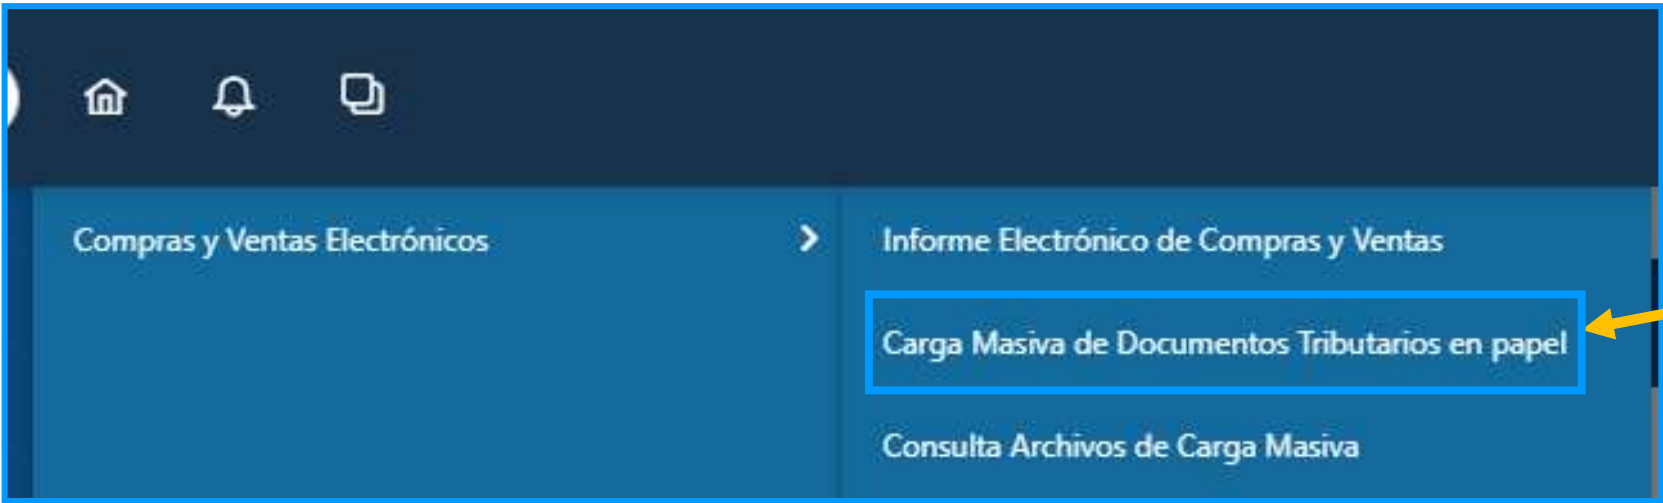 Compras y Ventas Electrónicos
Informe Electrónico de Compras y Ventas
Carga Masiva de Documentos Tributarios en papel
Consulta Archivos de Carga Masiva